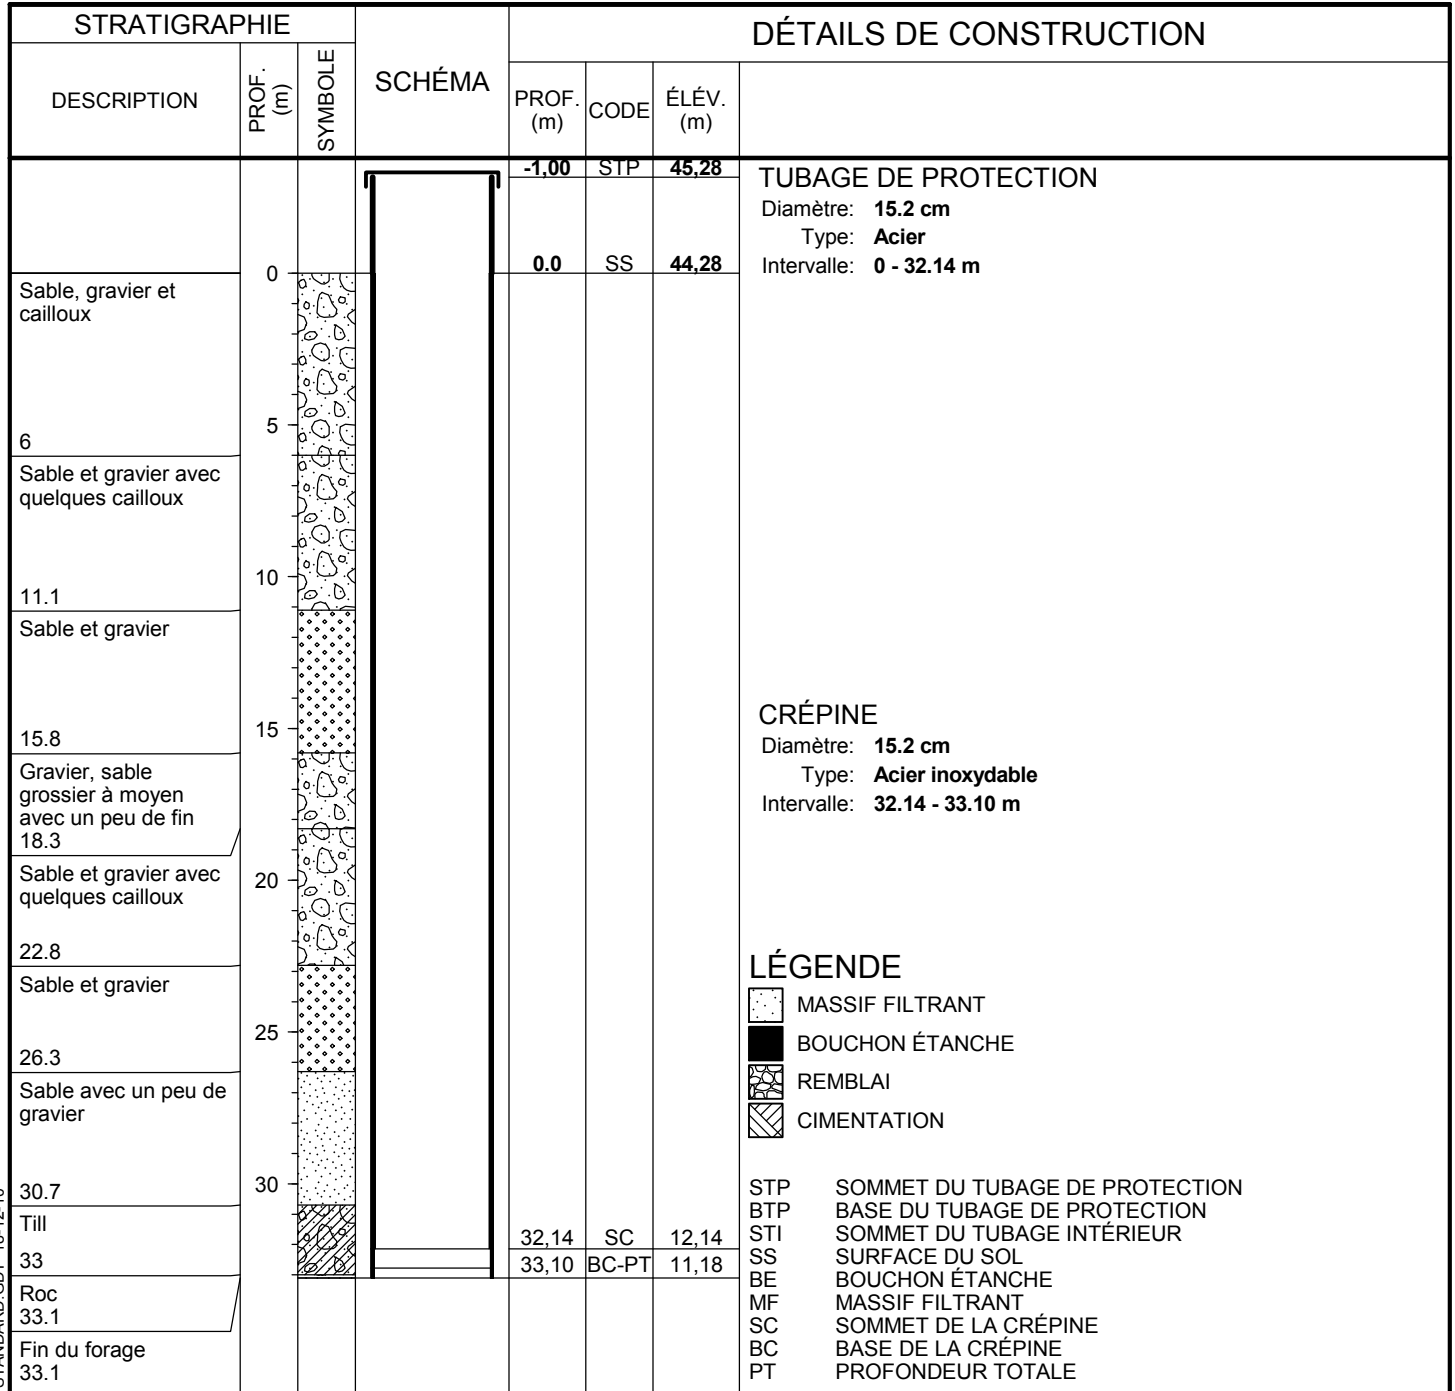 STRATIGRAPHIE
DESCRIPTION
PROF. (m)
SYMBOLE
SCHÉMA
DÉTAILS DE CONSTRUCTION
PROF. (m)
CODE
ÉLÉV. (m)
-1,00 STP 45,28
0.0 SS 44,28
32,14 SC 12,14
33,10 BC-PT 11,18
Sable, gravier et
cailloux
6
Sable et gravier avec
quelques cailloux
11.1
Sable et gravier
15.8
Gravier, sable
grossier à moyen
avec un peu de fin
18.3
Sable et gravier avec
quelques cailloux
22.8
Sable et gravier
26.3
Sable avec un peu de
gravier
30.7
Till
33
Roc
33.1
Fin du forage
33.1
0
5
10
15
20
25
30
TUBAGE DE PROTECTION
Diamètre: 15.2 cm
Type: Acier
Intervalle: 0 - 32.14 m
CRÉPINE
Diamètre: 15.2 cm
Type: Acier inoxydable
Intervalle: 32.14 - 33.10 m
LÉGENDE
MASSIF FILTRANT
BOUCHON ÉTANCHE
REMBLAI
CIMENTATION
STP SOMMET DU TUBAGE DE PROTECTION
BTP BASE DU TUBAGE DE PROTECTION
STI SOMMET DU TUBAGE INTÉRIEUR
SS SURFACE DU SOL
BE BOUCHON ÉTANCHE
MF MASSIF FILTRANT
SC SOMMET DE LA CRÉPINE
BC BASE DE LA CRÉPINE
PT PROFONDEUR TOTALE